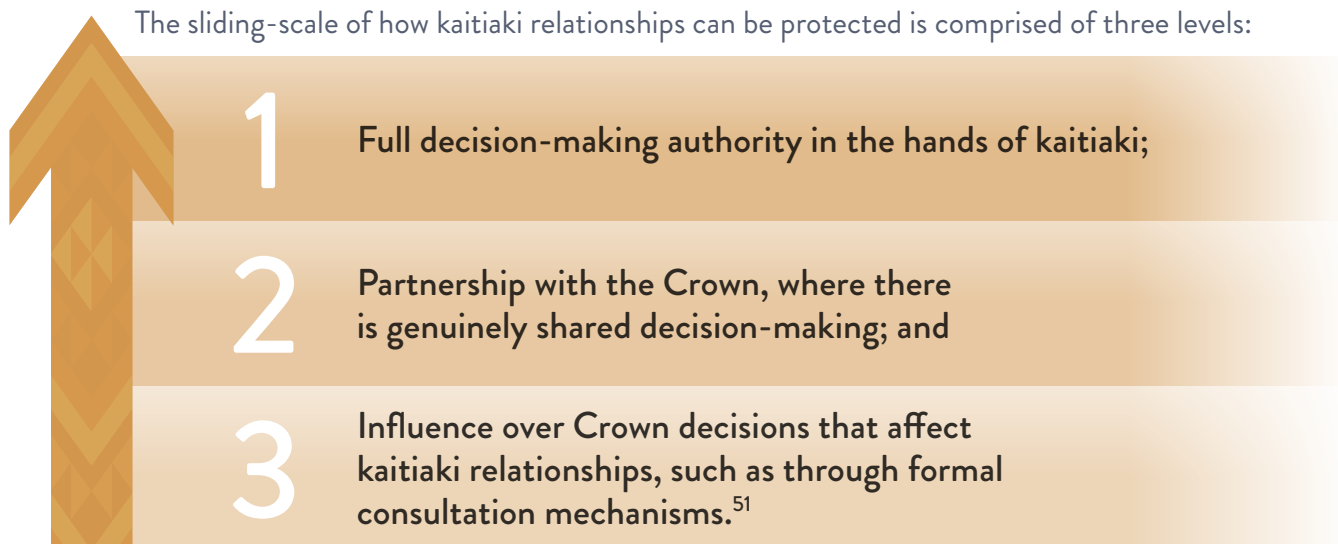 The sliding-scale of how kaitiaki relationships can be protected is comprised of three levels:
1
Full decision-making authority in the hands of kaitiaki;
2
Partnership with the Crown, where there
is genuinely shared decision-making; and
3
Influence over Crown decisions that affect
kaitiaki relationships, such as through formal
consultation mechanisms.51